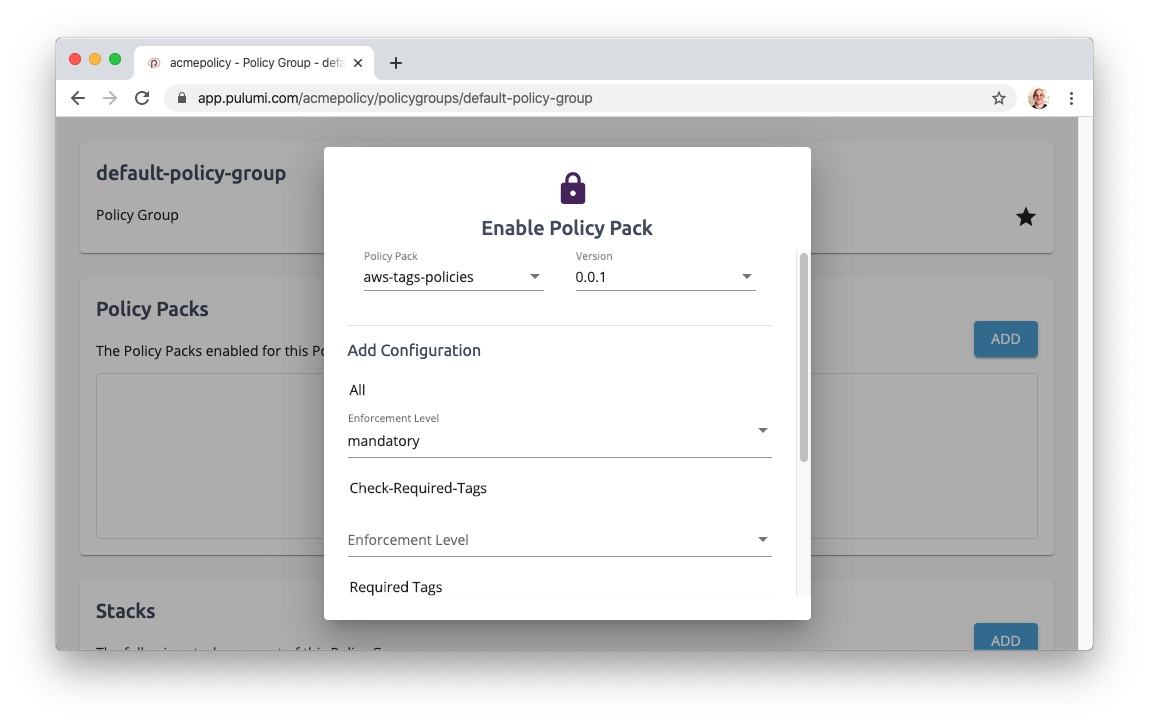 acmepolicy - Policy Group - defa
app.pulumi.com/acmepolicy/policygroups/default-policy-group
default-policy-group
Policy Group
Policy Packs
The Policy Packs enabled for this Po
ADD
Stacks
ADD
Enable Policy Pack
Policy Pack
Version
aws-tags-policies
0.0.1
Add Configuration
All
Enforcement Level
mandatory
Check-Required-Tags
Enforcement Level
Required Tags